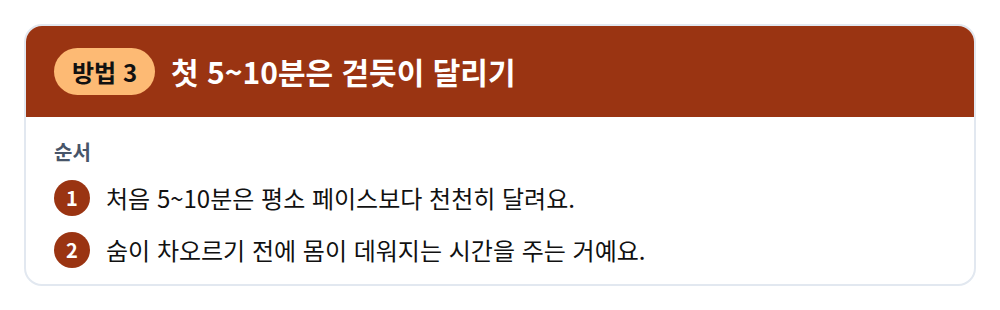 방법 3 첫 5~10분은 걷듯이 달리기
순서
1 처음 5~10분은 평소 페이스보다 천천히 달려요.
2 숨이 차오르기 전에 몸이 데워지는 시간을 주는 거예요.